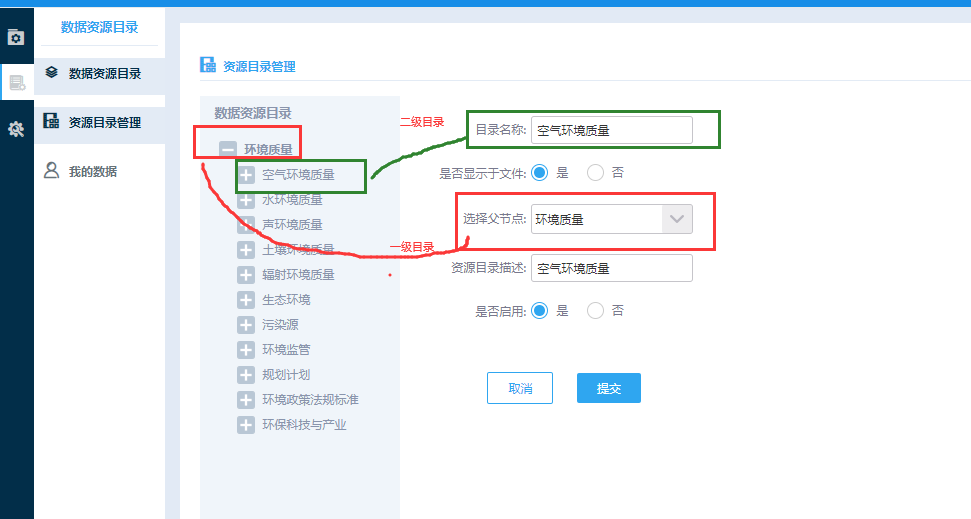 数据资源目录
数据资源目录
资源目录管理
我的数据
资源目录管理
数据资源目录
环境质量
空气环境质量
水环境质量
声环境质量
土壤环境质量
辐射环境质量
生态环境
污染源
环境监管
规划计划
环境政策法规标准
环保科技与产业
二级目录
一级目录
目录名称: 空气环境质量
是否显示于文件: 是 否
选择父节点: 环境质量
资源目录描述: 空气环境质量
是否启用: 是 否
取消 提交